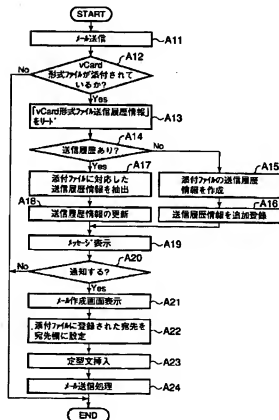 START
メール送信
A11
A12
vCard
形式ファイルが添付されて
いるか?
No
Yes
「vCard形式ファイル送信履歴情報」
をリード
A13
A14
送信履歴あり?
No
Yes
A17
A15
添付ファイルに対応した
送信履歴情報を抽出
添付ファイルの送信履歴
情報を作成
A18
A16
送信履歴情報の更新
送信履歴情報を追加登録
メッセージ表示
A19
A20
通知する?
No
Yes
メール作成画面表示
A21
添付ファイルに登録された宛先を
宛先欄に設定
A22
定型文挿入
A23
メール送信処理
A24
END